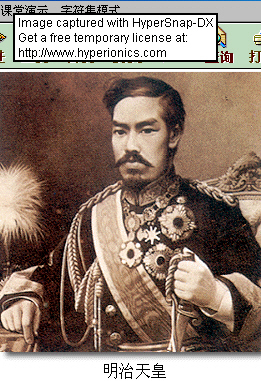 课堂演示 字符集模式
Image captured with HyperSnap-DX
Get a free temporary license at:
http://www.hyperionics.com
询
打
明治天皇